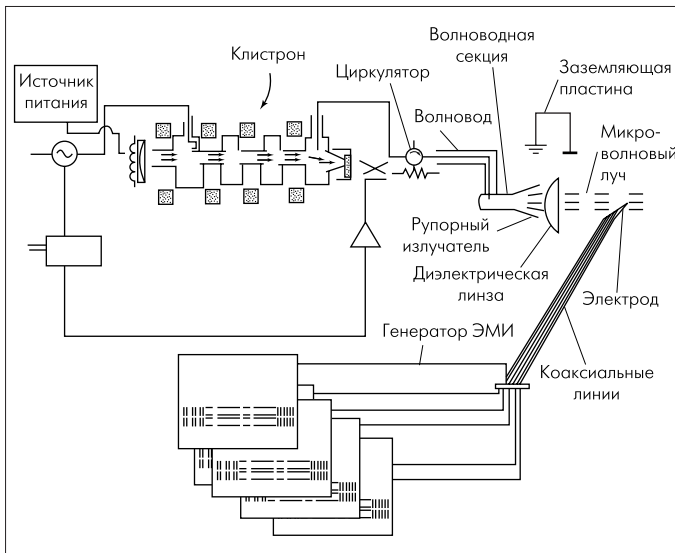 Клистрон
Волноводная
секция
Циркулятор
Заземляющая
пластина
Источник
питания
Волновод
Микро-
волновый
луч
Рупорный
излучатель
Диэлектрическая
линза
Электрод
Генератор ЭМИ
Коаксиальные
линии